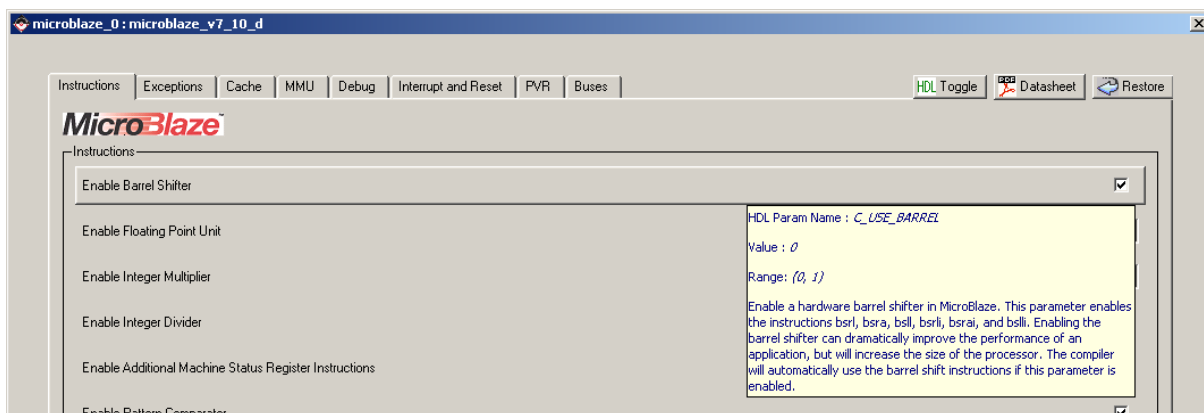 microblaze_0 : microblaze_v7_10_d
Instructions Exceptions Cache MMU Debug Interrupt and Reset PVR Buses HDL Toggle PDF Datasheet Restore
MicroBlaze
Instructions
Enable Barrel Shifter
Enable Floating Point Unit
Enable Integer Multiplier
Enable Integer Divider
Enable Additional Machine Status Register Instructions
Enable Pattern Comparator
HDL Param Name : C_USE_BARREL
Value : 0
Range: (0, 1)
Enable a hardware barrel shifter in MicroBlaze. This parameter enables
the instructions bsrl, bsra, bsll, bsrli, bsrai, and bslli. Enabling the
barrel shifter can dramatically improve the performance of an
application, but will increase the size of the processor. The compiler
will automatically use the barrel shift instructions if this parameter is
enabled.